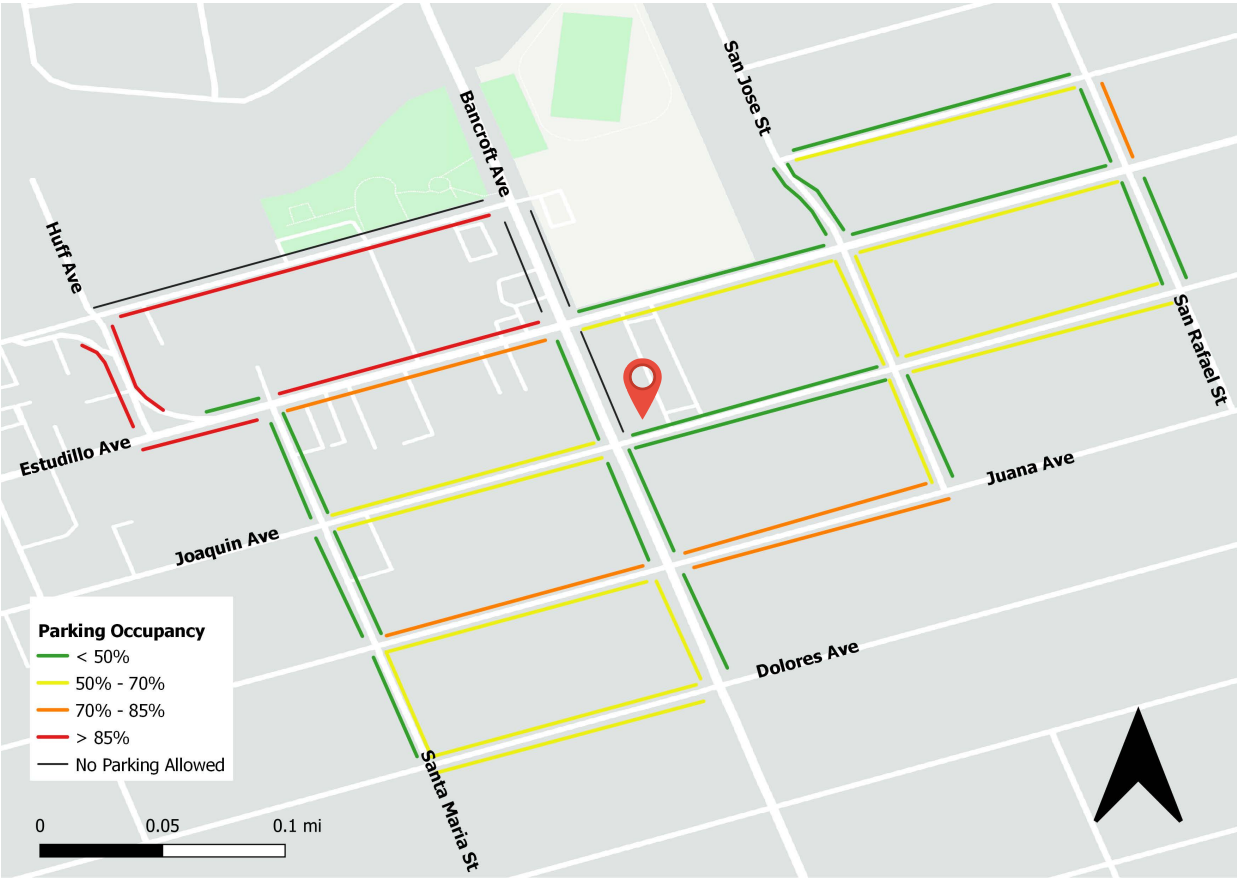 San Jose St
Bancroft Ave
Huff Ave
San Rafael St
Estudillo Ave
Juana Ave
Joaquin Ave
Dolores Ave
Santa Maria St
Parking Occupancy
< 50%
50% - 70%
70% - 85%
> 85%
No Parking Allowed
0 0.05 0.1 mi